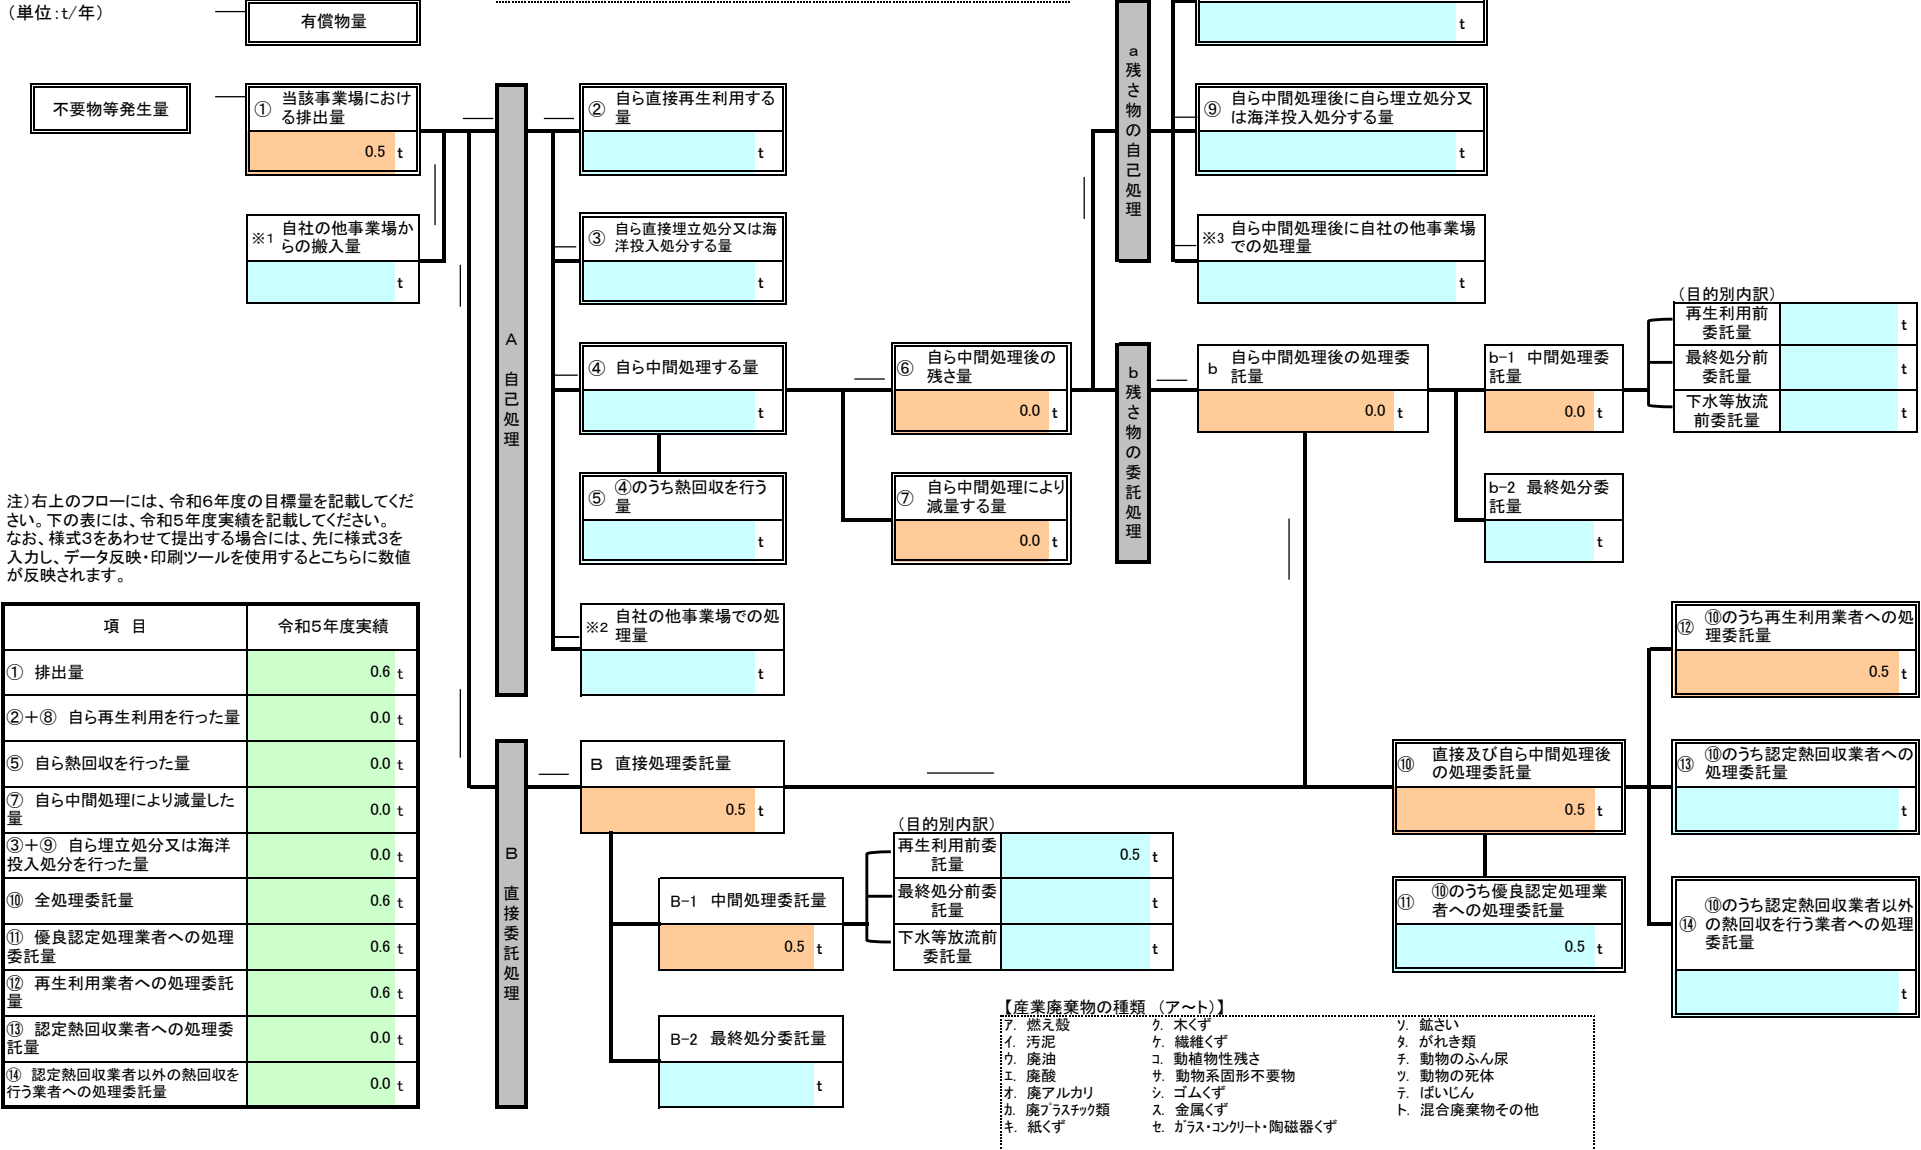 （単位：t/年）
有償物量
t
不要物等発生量
① 当該事業場におけ
る排出量
0.5 t
※1 自社の他事業場か
らの搬入量
t
A 自己処理
② 自ら直接再生利用する
量
t
③ 自ら直接埋立処分又は海
洋投入処分する量
t
④ 自ら中間処理する量
t
⑤ ④のうち熱回収を行う
量
t
※2 自社の他事業場での処
理量
t
⑥ 自ら中間処理後の
残さ量
0.0 t
⑦ 自ら中間処理により
減量する量
0.0 t
a 残さ物の自己処理
⑨ 自ら中間処理後に自ら埋立処分又
は海洋投入処分する量
t
※3 自ら中間処理後に自社の他事業場
での処理量
t
b 残さ物の委託処理
b 自ら中間処理後の処理委
託量
0.0 t
b-1 中間処理委
託量
0.0 t
（目的別内訳）
再生利用前
委託量
t
最終処分前
委託量
t
下水等放流
前委託量
t
b-2 最終処分委
託量
t
注）右上のフローには、令和６年度の目標量を記載してくだ
さい。下の表には、令和５年度実績を記載してください。
なお、様式３をあわせて提出する場合には、先に様式３を
入力し、データ反映・印刷ツールを使用するとこちらに数値
が反映されます。
項 目 令和５年度実績
① 排出量 0.6 t
②＋⑧ 自ら再生利用を行った量 0.0 t
⑤ 自ら熱回収を行った量 0.0 t
⑦ 自ら中間処理により減量した
量 0.0 t
③＋⑨ 自ら埋立処分又は海洋
投入処分を行った量 0.0 t
⑩ 全処理委託量 0.6 t
⑪ 優良認定処理業者への処理
委託量 0.6 t
⑫ 再生利用業者への処理委託
量 0.6 t
⑬ 認定熱回収業者への処理委
託量 0.0 t
⑭ 認定熱回収業者以外の熱回収を
行う業者への処理委託量 0.0 t
B 直接委託処理
B 直接処理委託量
0.5 t
B-1 中間処理委託量
0.5 t
（目的別内訳）
再生利用前委
託量
0.5 t
最終処分前委
託量
t
下水等放流前
委託量
t
B-2 最終処分委託量
t
⑩ 直接及び自ら中間処理後
の処理委託量
0.5 t
⑪ ⑩のうち優良認定処理業
者への処理委託量
0.5 t
⑫ ⑩のうち再生利用業者への処
理委託量
0.5 t
⑬ ⑩のうち認定熱回収業者への
処理委託量
t
⑭ ⑩のうち認定熱回収業者以外
の熱回収を行う業者への処理
委託量
t
【産業廃棄物の種類 （ア～ト）】
ア. 燃え殻 ク. 木くず ソ. 鉱さい
イ. 汚泥 ケ. 繊維くず タ. がれき類
ウ. 廃油 コ. 動植物性残さ チ. 動物のふん尿
エ. 廃酸 サ. 動物系固形不要物 ツ. 動物の死体
オ. 廃アルカリ シ. ゴムくず テ. ばいじん
カ. 廃プラスチック類 ス. 金属くず ト. 混合廃棄物その他
キ. 紙くず セ. ガラス・コンクリート・陶磁器くず